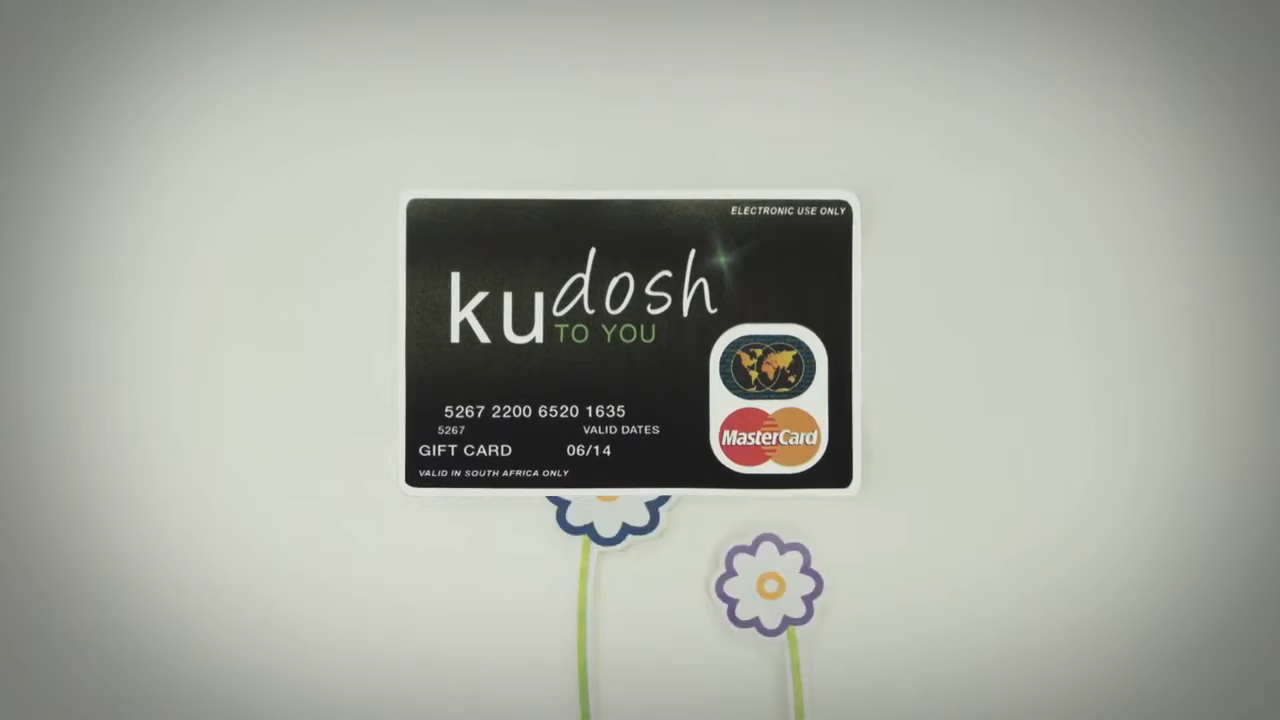 ELECTRONIC USE ONLY
kudosh
TO YOU
5267 2200 6520 1635
5267 VALID DATES
GIFT CARD 06/14
VALID IN SOUTH AFRICA ONLY
MasterCard